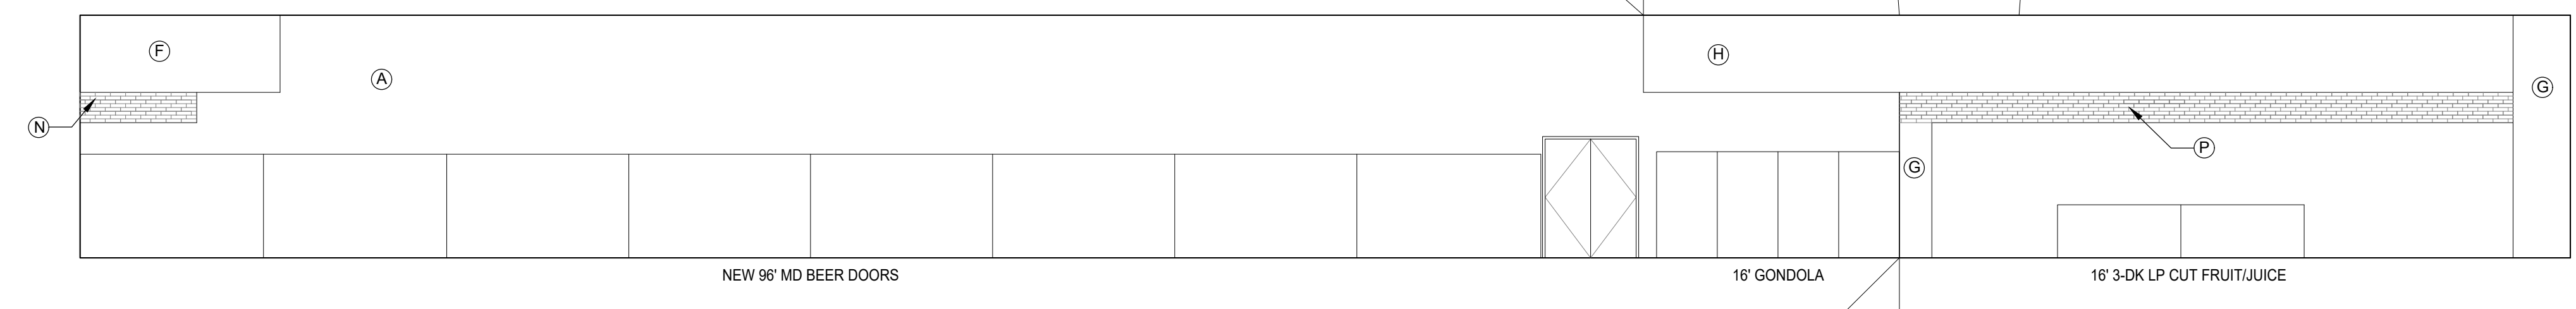 F
A
H
G
N
P
G
NEW 96' MD BEER DOORS
16' GONDOLA
16' 3-DK LP CUT FRUIT/JUICE